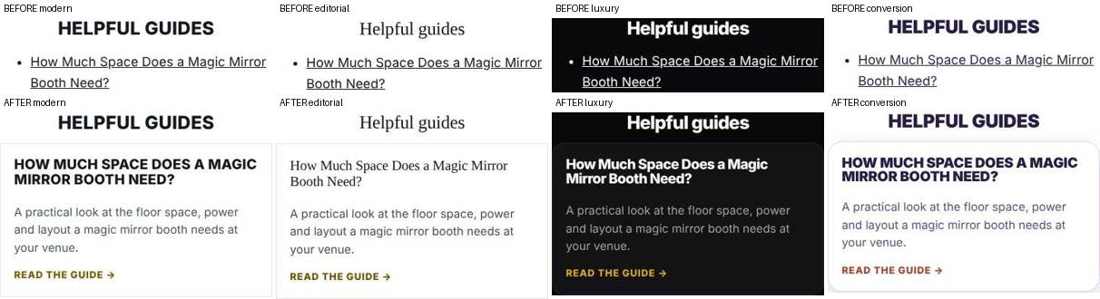 BEFORE modern
HELPFUL GUIDES
• How Much Space Does a Magic Mirror
Booth Need?
BEFORE editorial
Helpful guides
• How Much Space Does a Magic Mirror
Booth Need?
BEFORE luxury
Helpful guides
• How Much Space Does a Magic Mirror
Booth Need?
BEFORE conversion
HELPFUL GUIDES
• How Much Space Does a Magic Mirror
Booth Need?
AFTER modern
HELPFUL GUIDES
HOW MUCH SPACE DOES A MAGIC
MIRROR BOOTH NEED?
A practical look at the floor space, power
and layout a magic mirror booth needs at
your venue.
READ THE GUIDE →
AFTER editorial
Helpful guides
How Much Space Does a Magic Mirror
Booth Need?
A practical look at the floor space, power
and layout a magic mirror booth needs at
your venue.
READ THE GUIDE →
AFTER luxury
Helpful guides
How Much Space Does a Magic
Mirror Booth Need?
A practical look at the floor space, power
and layout a magic mirror booth needs at
your venue.
READ THE GUIDE →
AFTER conversion
HELPFUL GUIDES
HOW MUCH SPACE DOES A MAGIC
MIRROR BOOTH NEED?
A practical look at the floor space, power
and layout a magic mirror booth needs at
your venue.
READ THE GUIDE →